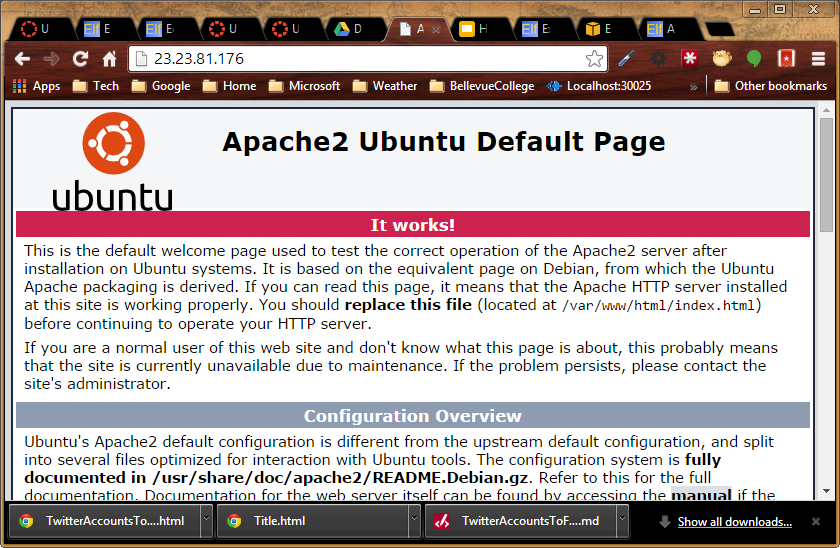 U
E
E
U
U
D
A
H
E
E
A
23.23.81.176
Apps Tech Google Home Microsoft Weather BellevueCollege Localhost:30025 » Other bookmarks
ubuntu
Apache2 Ubuntu Default Page
It works!
This is the default welcome page used to test the correct operation of the Apache2 server after
installation on Ubuntu systems. It is based on the equivalent page on Debian, from which the Ubuntu
Apache packaging is derived. If you can read this page, it means that the Apache HTTP server installed
at this site is working properly. You should replace this file (located at /var/www/html/index.html)
before continuing to operate your HTTP server.
If you are a normal user of this web site and don't know what this page is about, this probably means
that the site is currently unavailable due to maintenance. If the problem persists, please contact the
site's administrator.
Configuration Overview
Ubuntu's Apache2 default configuration is different from the upstream default configuration, and split
into several files optimized for interaction with Ubuntu tools. The configuration system is fully
documented in /usr/share/doc/apache2/README.Debian.gz. Refer to this for the full
documentation. Documentation for the web server itself can be found by accessing the manual if the
TwitterAccountsTo....html
Title.html
TwitterAccountsToF....md
Show all downloads...